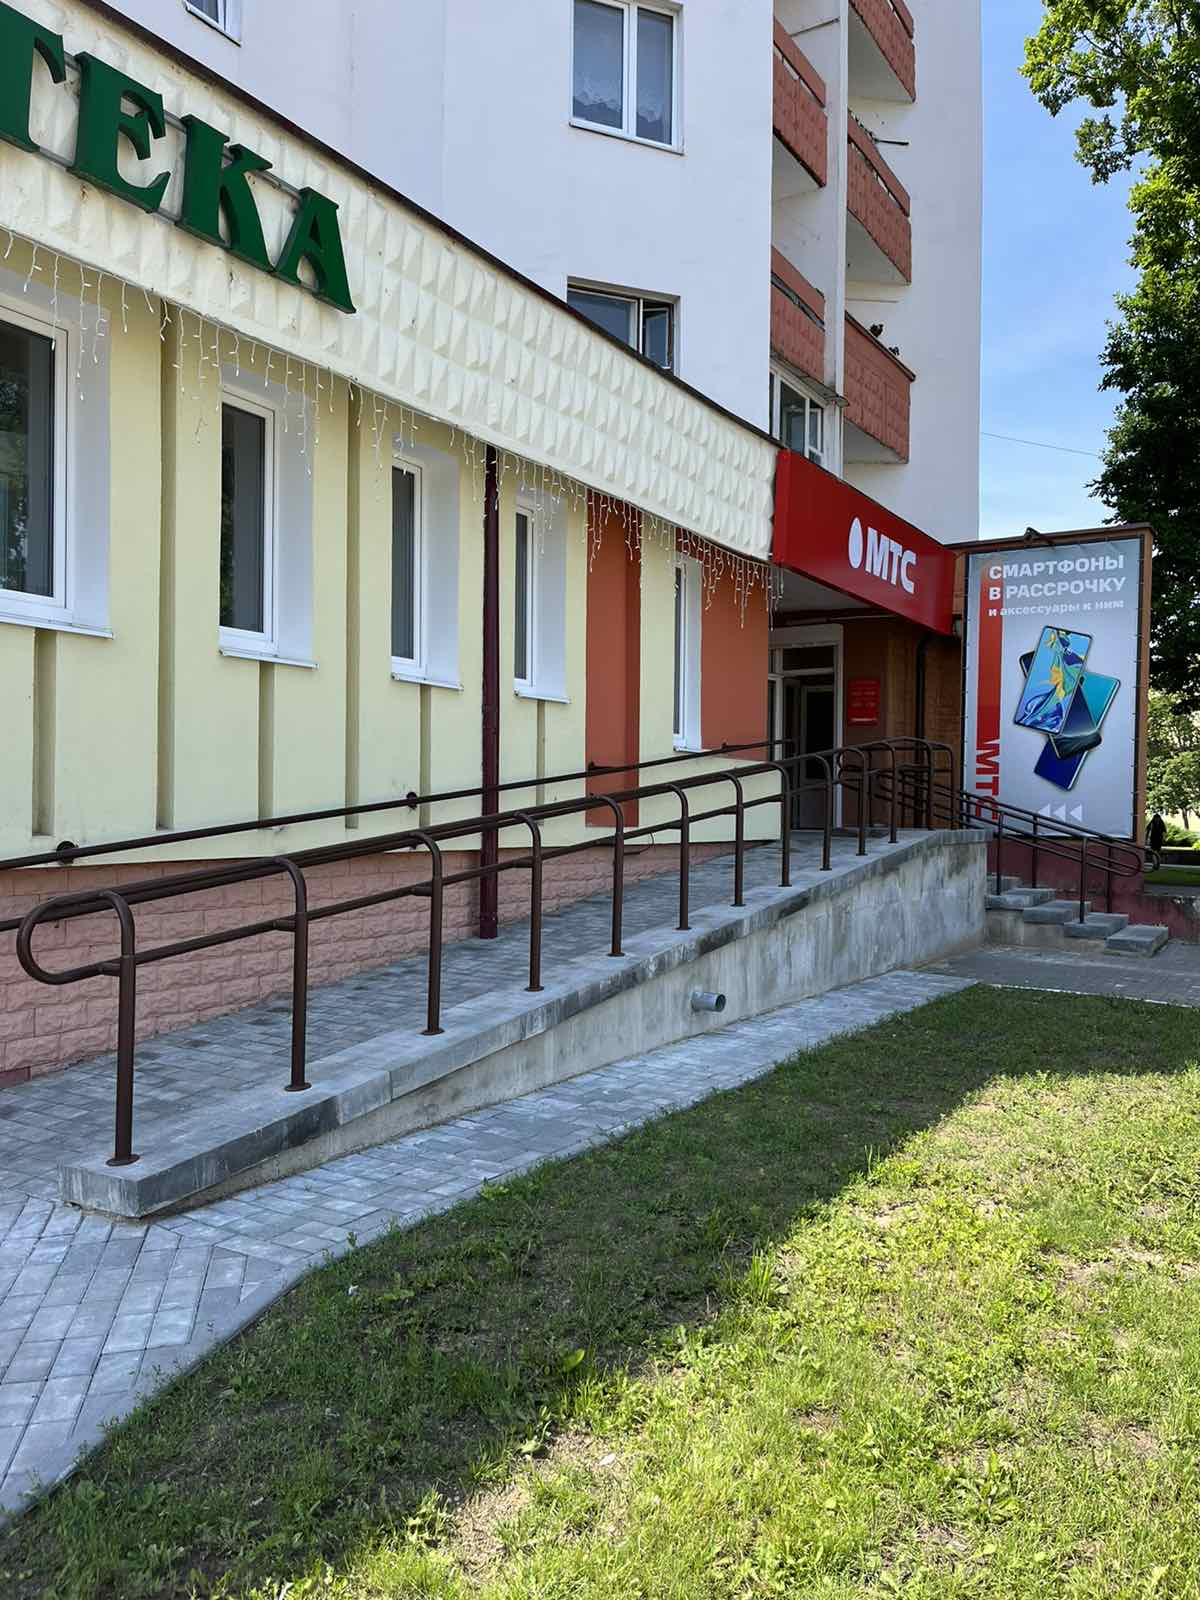 ТЕКА
МТС
СМАРТФОНЫ
В РАССРОЧКУ
и аксессуары к ним
МТС